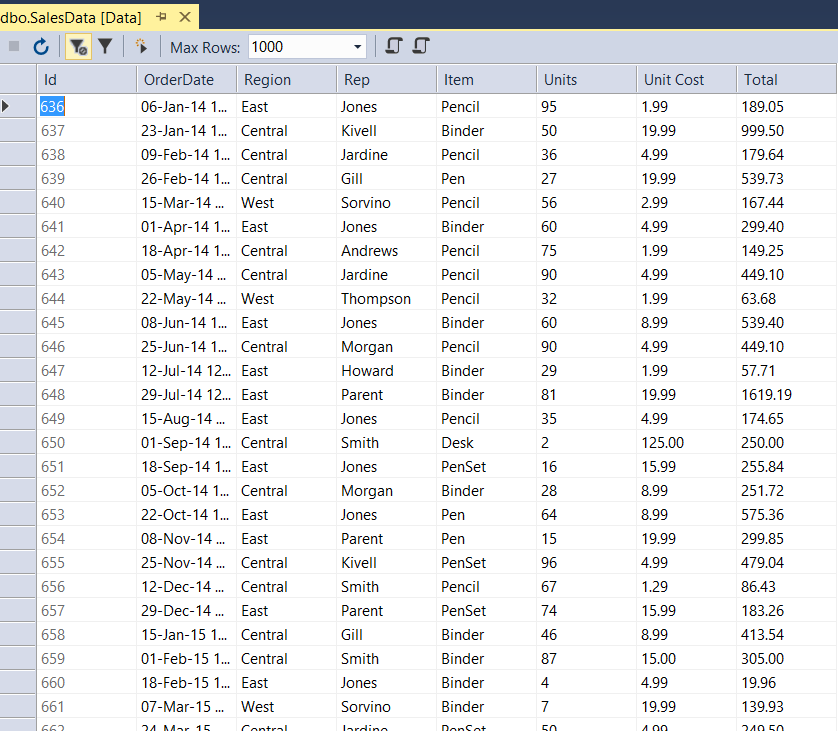 dbo.SalesData [Data]
Max Rows: 1000
Id OrderDate Region Rep Item Units Unit Cost Total
636 06-Jan-14 1... East Jones Pencil 95 1.99 189.05
637 23-Jan-14 1... Central Kivell Binder 50 19.99 999.50
638 09-Feb-14 1... Central Jardine Pencil 36 4.99 179.64
639 26-Feb-14 1... Central Gill Pen 27 19.99 539.73
640 15-Mar-14 ... West Sorvino Pencil 56 2.99 167.44
641 01-Apr-14 1... East Jones Binder 60 4.99 299.40
642 18-Apr-14 1... Central Andrews Pencil 75 1.99 149.25
643 05-May-14 ... Central Jardine Pencil 90 4.99 449.10
644 22-May-14 ... West Thompson Pencil 32 1.99 63.68
645 08-Jun-14 1... East Jones Binder 60 8.99 539.40
646 25-Jun-14 1... Central Morgan Pencil 90 4.99 449.10
647 12-Jul-14 12... East Howard Binder 29 1.99 57.71
648 29-Jul-14 12... East Parent Binder 81 19.99 1619.19
649 15-Aug-14 ... East Jones Pencil 35 4.99 174.65
650 01-Sep-14 1... Central Smith Desk 2 125.00 250.00
651 18-Sep-14 1... East Jones PenSet 16 15.99 255.84
652 05-Oct-14 1... Central Morgan Binder 28 8.99 251.72
653 22-Oct-14 1... East Jones Pen 64 8.99 575.36
654 08-Nov-14 ... East Parent Pen 15 19.99 299.85
655 25-Nov-14 ... Central Kivell PenSet 96 4.99 479.04
656 12-Dec-14 ... Central Smith Pencil 67 1.29 86.43
657 29-Dec-14 ... East Parent PenSet 74 15.99 183.26
658 15-Jan-15 1... Central Gill Binder 46 8.99 413.54
659 01-Feb-15 1... Central Smith Binder 87 15.00 305.00
660 18-Feb-15 1... East Jones Binder 4 4.99 19.96
661 07-Mar-15 ... West Sorvino Binder 7 19.99 139.93
662 24-Mar-15 ... Central Jardine PenSet 50 4.99 249.50